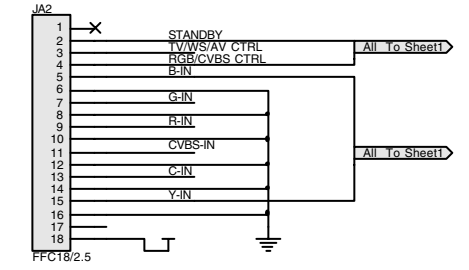 JA2
1
2 STANDBY
3 TV/WS/AV CTRL All To Sheet1
4 RGB/CVBS CTRL
5 B-IN
6
7 G-IN
8
9 R-IN
10
11 CVBS-IN All To Sheet1
12
13 C-IN
14
15 Y-IN
16
17
18
FFC18/2.5